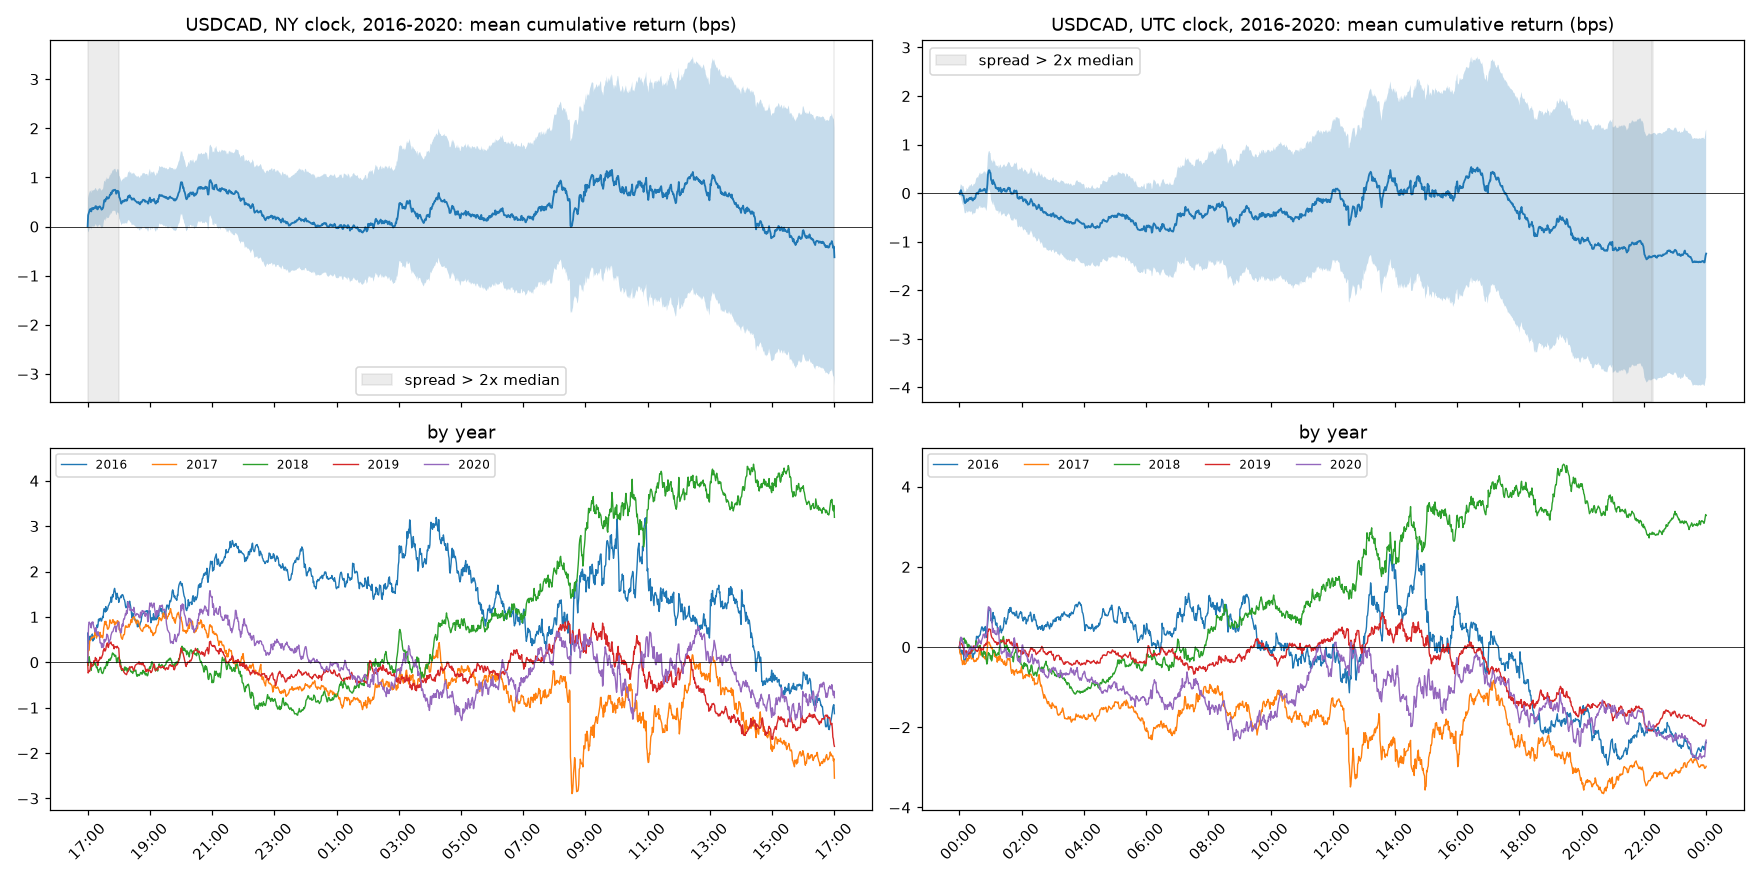 USDCAD, NY clock, 2016-2020: mean cumulative return (bps)
3
2
1
0
−1
−2
−3
spread > 2x median
USDCAD, UTC clock, 2016-2020: mean cumulative return (bps)
spread > 2x median
3
2
1
0
−1
−2
−3
−4
by year
2016 2017 2018 2019 2020
4
3
2
1
0
−1
−2
−3
17:00 19:00 21:00 23:00 01:00 03:00 05:00 07:00 09:00 11:00 13:00 15:00 17:00
by year
2016 2017 2018 2019 2020
4
2
0
−2
−4
00:00 02:00 04:00 06:00 08:00 10:00 12:00 14:00 16:00 18:00 20:00 22:00 00:00